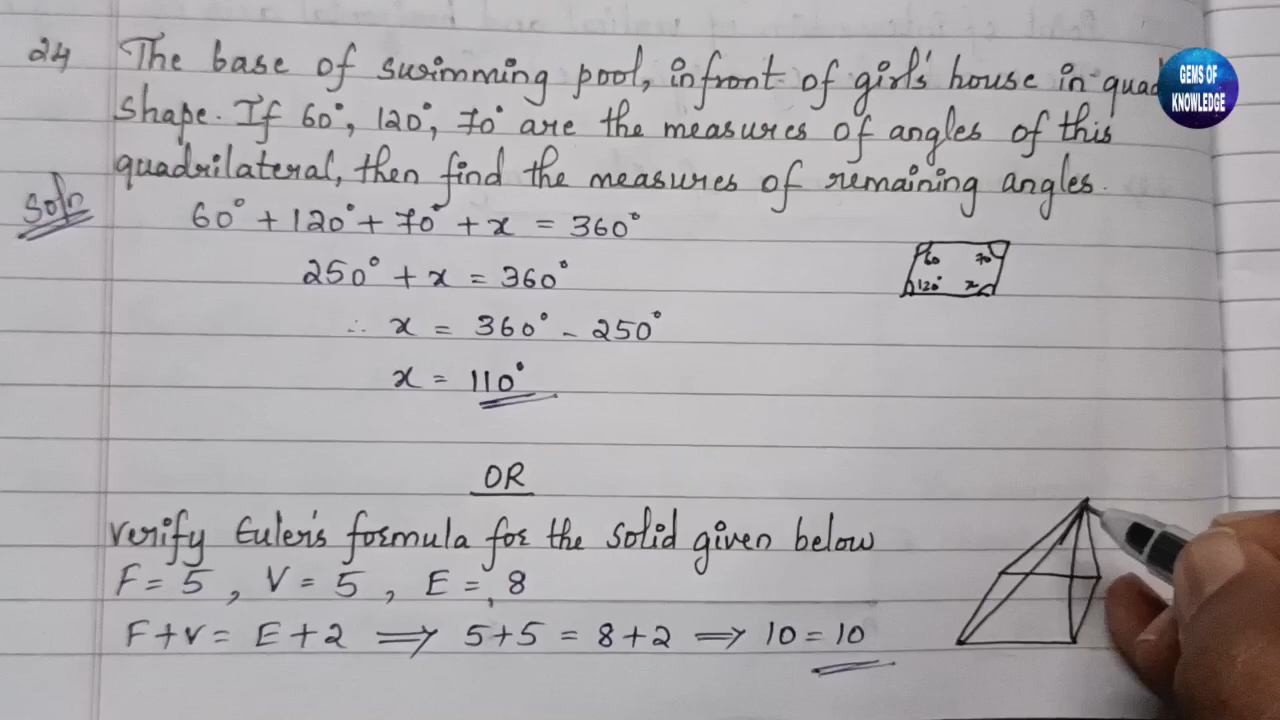 24 The base of swimming pool, infront of girl's house in quad
shape. If 60°, 120°, 70° are the measures of angles of this
quadrilateral, then find the measures of remaining angles.
Soln
60° + 120° + 70° + x = 360°
250° + x = 360°
∴ x = 360° - 250°
x = 110°
60 70
120° x
OR
Verify Euler's formula for the solid given below
F = 5, V = 5, E = 8
F+V = E+2 ⟹ 5+5 = 8+2 ⟹ 10 = 10
GEMS OF
KNOWLEDGE